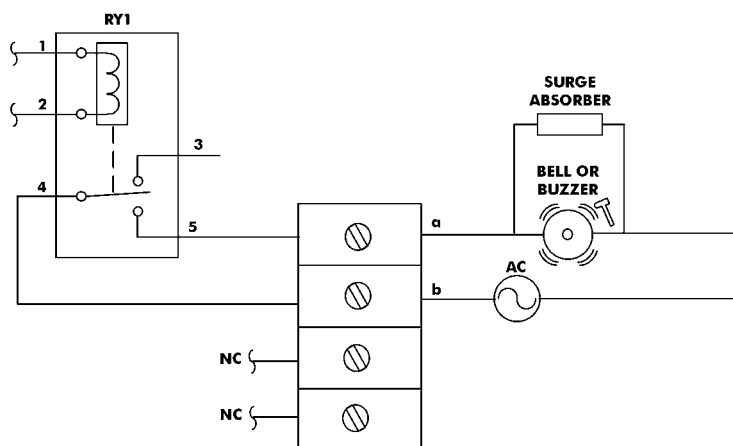 RY1
1
2
3
4
5
SURGE
ABSORBER
BELL OR
BUZZER
a
b
AC
NC
NC